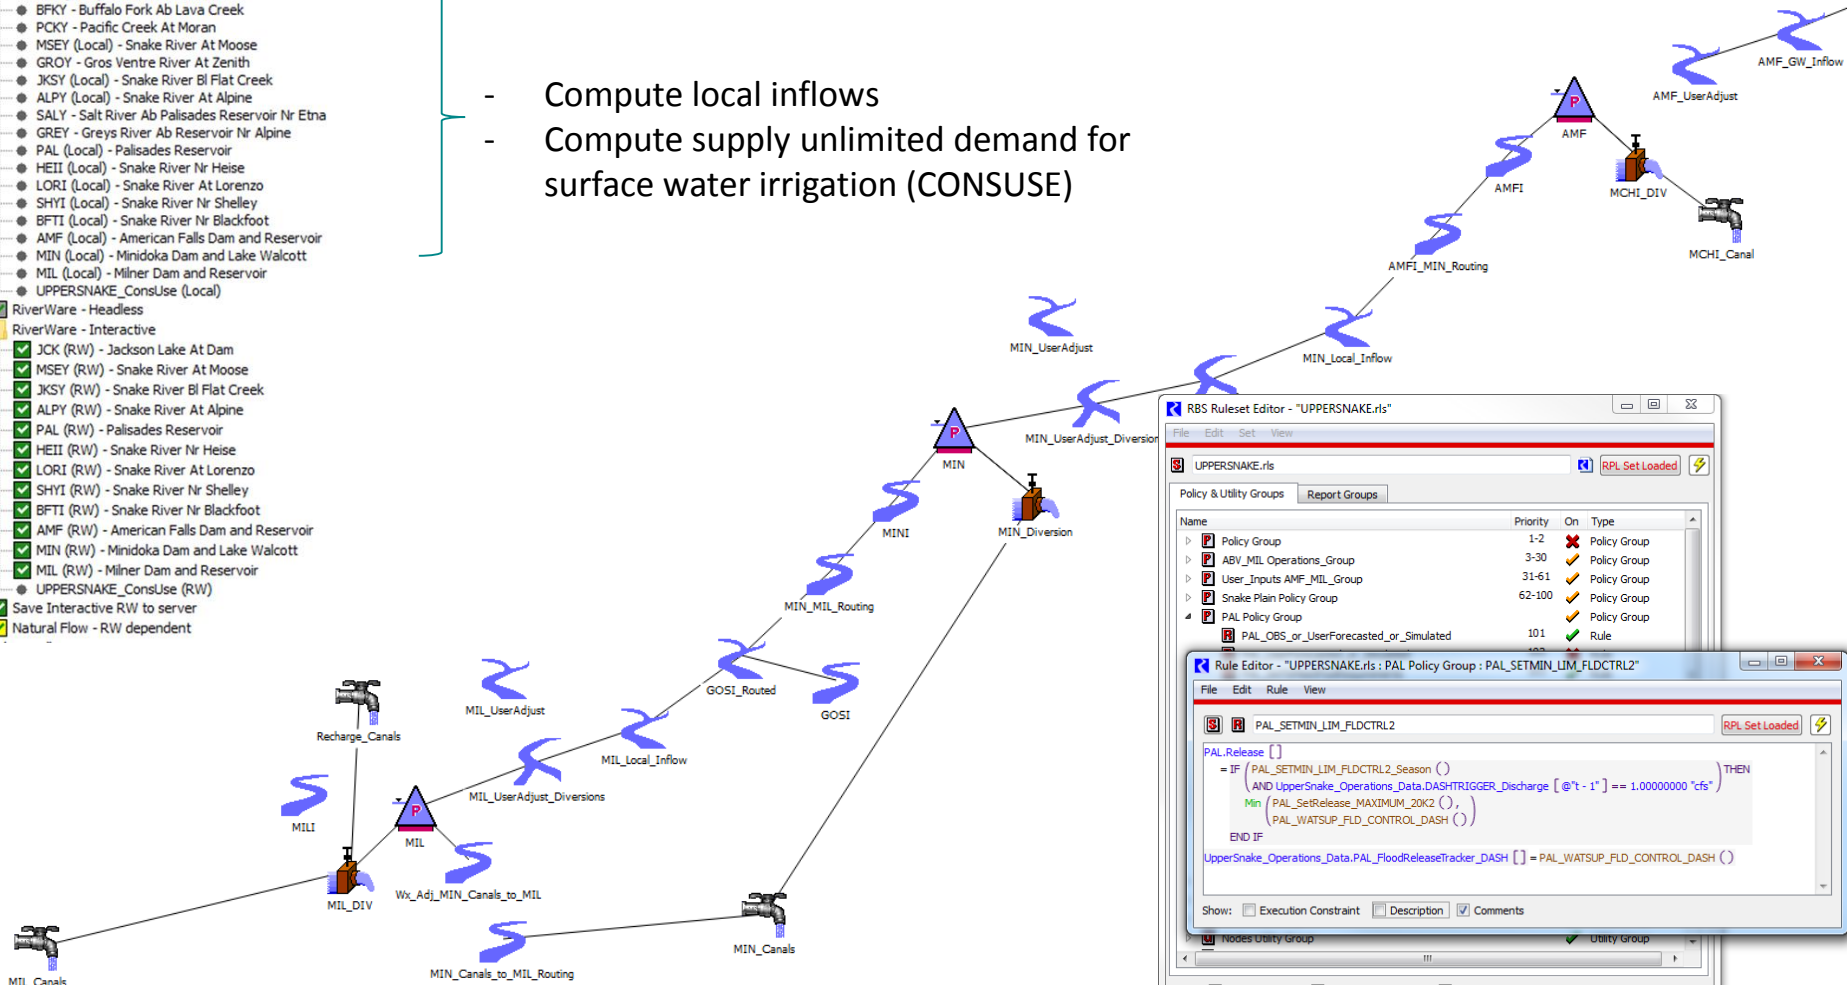 BFKY - Buffalo Fork Ab Lava Creek
PCKY - Pacific Creek At Moran
MSEY (Local) - Snake River At Moose
GROY - Gros Ventre River At Zenith
JKSY (Local) - Snake River Bl Flat Creek
ALPY (Local) - Snake River At Alpine
SALY - Salt River Ab Palisades Reservoir Nr Etna
GREY - Greys River Ab Reservoir Nr Alpine
PAL (Local) - Palisades Reservoir
HEII (Local) - Snake River Nr Heise
LORI (Local) - Snake River At Lorenzo
SHYI (Local) - Snake River Nr Shelley
BFTI (Local) - Snake River Nr Blackfoot
AMF (Local) - American Falls Dam and Reservoir
MIN (Local) - Minidoka Dam and Lake Walcott
MIL (Local) - Milner Dam and Reservoir
UPPERSNAKE_ConsUse (Local)
RiverWare - Headless
RiverWare - Interactive
JCK (RW) - Jackson Lake At Dam
MSEY (RW) - Snake River At Moose
JKSY (RW) - Snake River Bl Flat Creek
ALPY (RW) - Snake River At Alpine
PAL (RW) - Palisades Reservoir
HEII (RW) - Snake River Nr Heise
LORI (RW) - Snake River At Lorenzo
SHYI (RW) - Snake River Nr Shelley
BFTI (RW) - Snake River Nr Blackfoot
AMF (RW) - American Falls Dam and Reservoir
MIN (RW) - Minidoka Dam and Lake Walcott
MIL (RW) - Milner Dam and Reservoir
UPPERSNAKE_ConsUse (RW)
Save Interactive RW to server
Natural Flow - RW dependent
- Compute local inflows
- Compute supply unlimited demand for
surface water irrigation (CONSUSE)
AMF_GW_Inflow
AMF_UserAdjust
P
AMF
AMFI
MCHI_DIV
MCHI_Canal
AMFI_MIN_Routing
MIN_UserAdjust
MIN_Local_Inflow
MIN_UserAdjust_Diversion
P
MIN
MINI
MIN_Diversion
MIN_MIL_Routing
GOSI_Routed
GOSI
MIL_UserAdjust
Recharge_Canals
MIL_Local_Inflow
MIL_UserAdjust_Diversions
MILI
P
MIL
Wx_Adj_MIN_Canals_to_MIL
MIL_DIV
MIN_Canals
MIN_Canals_to_MIL_Routing
MIL_Canals
RBS Ruleset Editor - "UPPERSNAKE.rls"
File Edit Set View
S UPPERSNAKE.rls RPL Set Loaded
Policy & Utility Groups Report Groups
Name Priority On Type
P Policy Group 1-2 Policy Group
P ABV_MIL Operations_Group 3-30 Policy Group
P User_Inputs AMF_MIL_Group 31-61 Policy Group
P Snake Plain Policy Group 62-100 Policy Group
P PAL Policy Group Policy Group
R PAL_OBS_or_UserForecasted_or_Simulated 101 Rule
Rule Editor - "UPPERSNAKE.rls : PAL Policy Group : PAL_SETMIN_LIM_FLDCTRL2"
File Edit Rule View
S R PAL_SETMIN_LIM_FLDCTRL2 RPL Set Loaded
PAL.Release []
= IF ( PAL_SETMIN_LIM_FLDCTRL2_Season () ) THEN
AND UpperSnake_Operations_Data.DASHTRIGGER_Discharge [ @"t - 1" ] == 1.00000000 "cfs"
Min ( PAL_SetRelease_MAXIMUM_20K2 (),
PAL_WATSUP_FLD_CONTROL_DASH () )
END IF
UpperSnake_Operations_Data.PAL_FloodReleaseTracker_DASH [] = PAL_WATSUP_FLD_CONTROL_DASH ()
Show: Execution Constraint Description Comments
Nodes Utility Group Utility Group